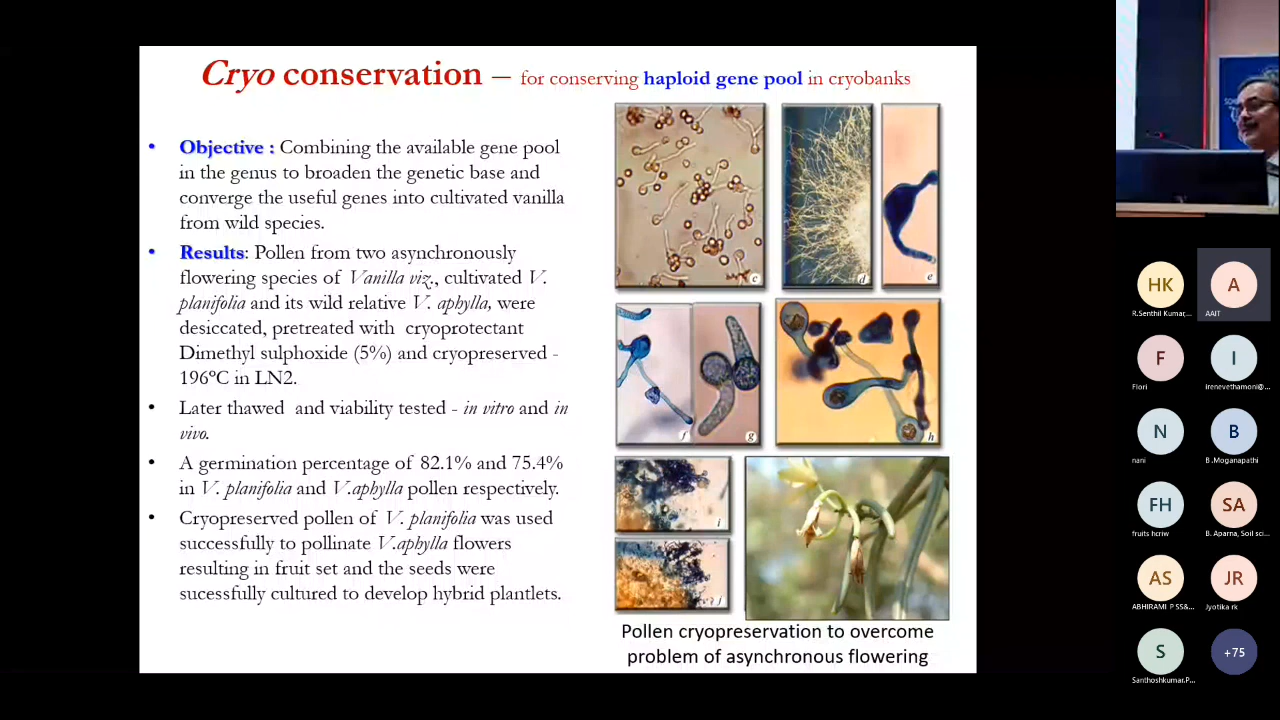 Cryo conservation – for conserving haploid gene pool in cryobanks
• Objective : Combining the available gene pool
in the genus to broaden the genetic base and
converge the useful genes into cultivated vanilla
from wild species.
• Results: Pollen from two asynchronously
flowering species of Vanilla viz., cultivated V.
planifolia and its wild relative V. aphylla, were
desiccated, pretreated with cryoprotectant
Dimethyl sulphoxide (5%) and cryopreserved -
196ºC in LN2.
• Later thawed and viability tested - in vitro and in
vivo.
• A germination percentage of 82.1% and 75.4%
in V. planifolia and V.aphylla pollen respectively.
• Cryopreserved pollen of V. planifolia was used
successfully to pollinate V.aphylla flowers
resulting in fruit set and the seeds were
sucessfully cultured to develop hybrid plantlets.
c
d
e
f
g
h
i
j
Pollen cryopreservation to overcome
problem of asynchronous flowering
HK
R.Senthil Kumar,...
A
AAIT
F
Flori
I
Irenevethamoni@...
N
nani
B
B .Moganapathi
FH
fruits hcriw
SA
B. Aparna, Soil sci...
AS
ABHIRAMI P SS&...
JR
Jyotika rk
S
Santhoshkumar.P...
+75